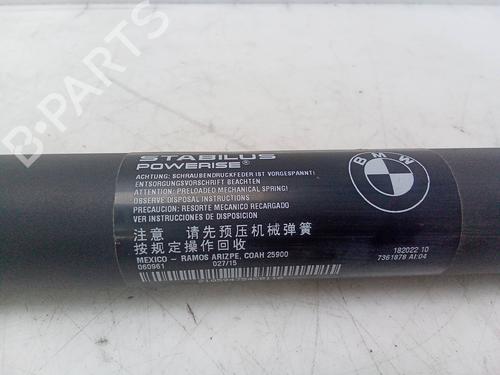 B-PARTS
STABILUS
POWERISE®
ACHTUNG: SCHRAUBENDRUCKFEDER IST VORGESPANNT!
ENTSORGUNGSVORSCHRIFT BEACHTEN
ATTENTION: PRELOADED MECHANICAL SPRING!
OBSERVE DISPOSAL INSTRUCTIONS
PRECAUCION: RESORTE MECANICO RECARGADO
VER INSTRUCCIONES DE DISPOSICION
注意 请先预压机械弹簧
按规定操作回收
MEXICO - RAMOS ARIZPE, COAH 25900
060961 027/15
BMW
182022 10
7361878 AI:04